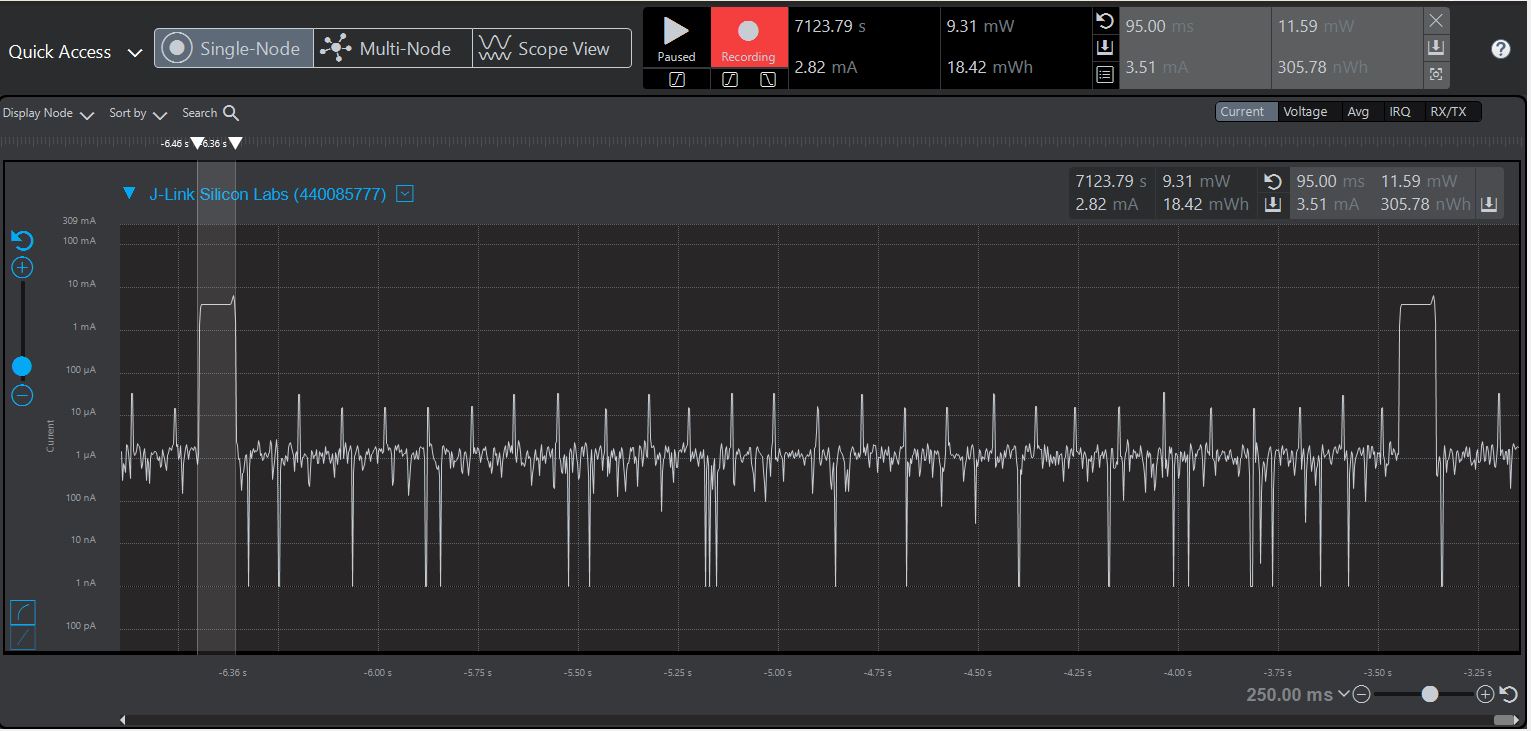 Quick Access
Single-Node
Multi-Node
Scope View
Paused
Recording
7123.79 s
9.31 mW
2.82 mA
18.42 mWh
95.00 ms
11.59 mW
3.51 mA
305.78 nWh
?
Display Node
Sort by
Search
Current
Voltage
Avg
IRQ
RX/TX
-6.46 s
-6.36 s
J-Link Silicon Labs (440085777)
7123.79 s 9.31 mW
2.82 mA 18.42 mWh
95.00 ms 11.59 mW
3.51 mA 305.78 nWh
309 mA
100 mA
10 mA
1 mA
100 µA
10 µA
1 µA
100 nA
10 nA
1 nA
100 pA
Current
-6.36 s
-6.00 s
-5.75 s
-5.50 s
-5.25 s
-5.00 s
-4.75 s
-4.50 s
-4.25 s
-4.00 s
-3.75 s
-3.50 s
-3.25 s
250.00 ms